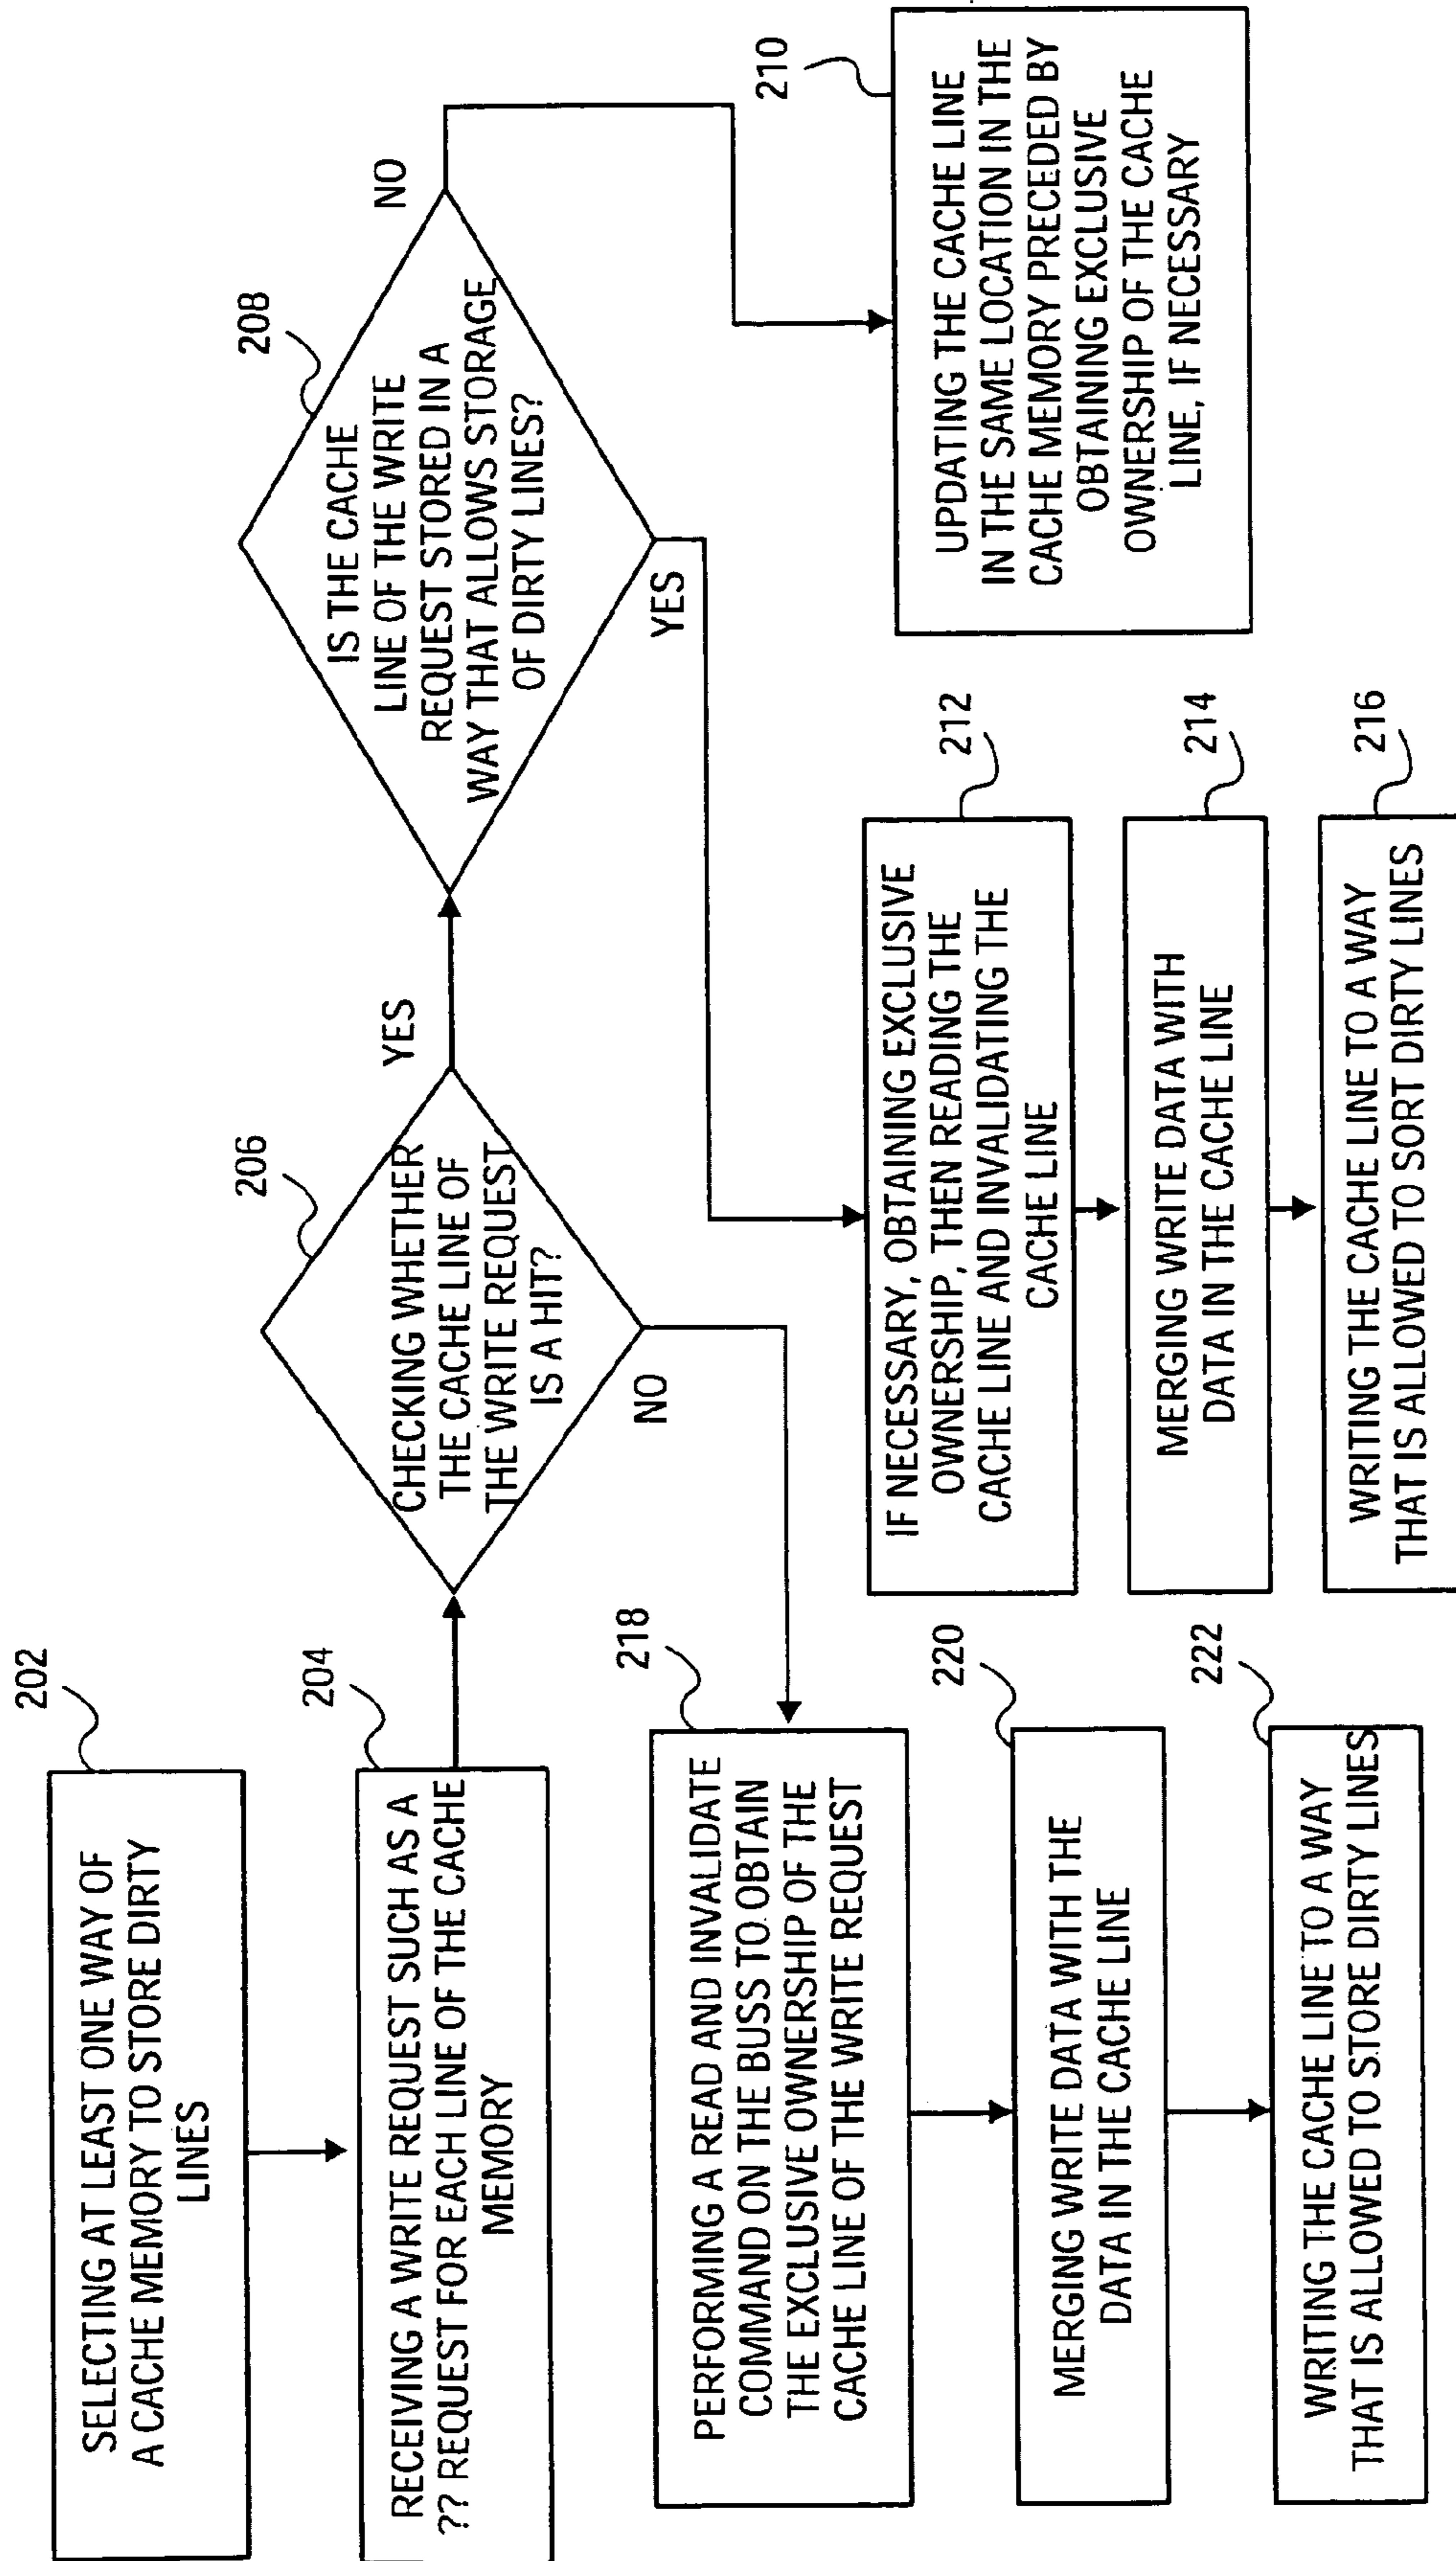 202
SELECTING AT LEAST ONE WAY OF
A CACHE MEMORY TO STORE DIRTY
LINES
204
RECEIVING A WRITE REQUEST SUCH AS A
?? REQUEST FOR EACH LINE OF THE CACHE
MEMORY
206
CHECKING WHETHER
THE CACHE LINE OF
THE WRITE REQUEST
IS A HIT?
YES
NO
208
IS THE CACHE
LINE OF THE WRITE
REQUEST STORED IN A
WAY THAT ALLOWS STORAGE
OF DIRTY LINES?
NO
YES
210
UPDATING THE CACHE LINE
IN THE SAME LOCATION IN THE
CACHE MEMORY PRECEDED BY
OBTAINING EXCLUSIVE
OWNERSHIP OF THE CACHE
LINE, IF NECESSARY
212
IF NECESSARY, OBTAINING EXCLUSIVE
OWNERSHIP, THEN READING THE
CACHE LINE AND INVALIDATING THE
CACHE LINE
214
MERGING WRITE DATA WITH
DATA IN THE CACHE LINE
216
WRITING THE CACHE LINE TO A WAY
THAT IS ALLOWED TO SORT DIRTY LINES
218
PERFORMING A READ AND INVALIDATE
COMMAND ON THE BUSS TO OBTAIN
THE EXCLUSIVE OWNERSHIP OF THE
CACHE LINE OF THE WRITE REQUEST
220
MERGING WRITE DATA WITH THE
DATA IN THE CACHE LINE
222
WRITING THE CACHE LINE TO A WAY
THAT IS ALLOWED TO STORE DIRTY LINES